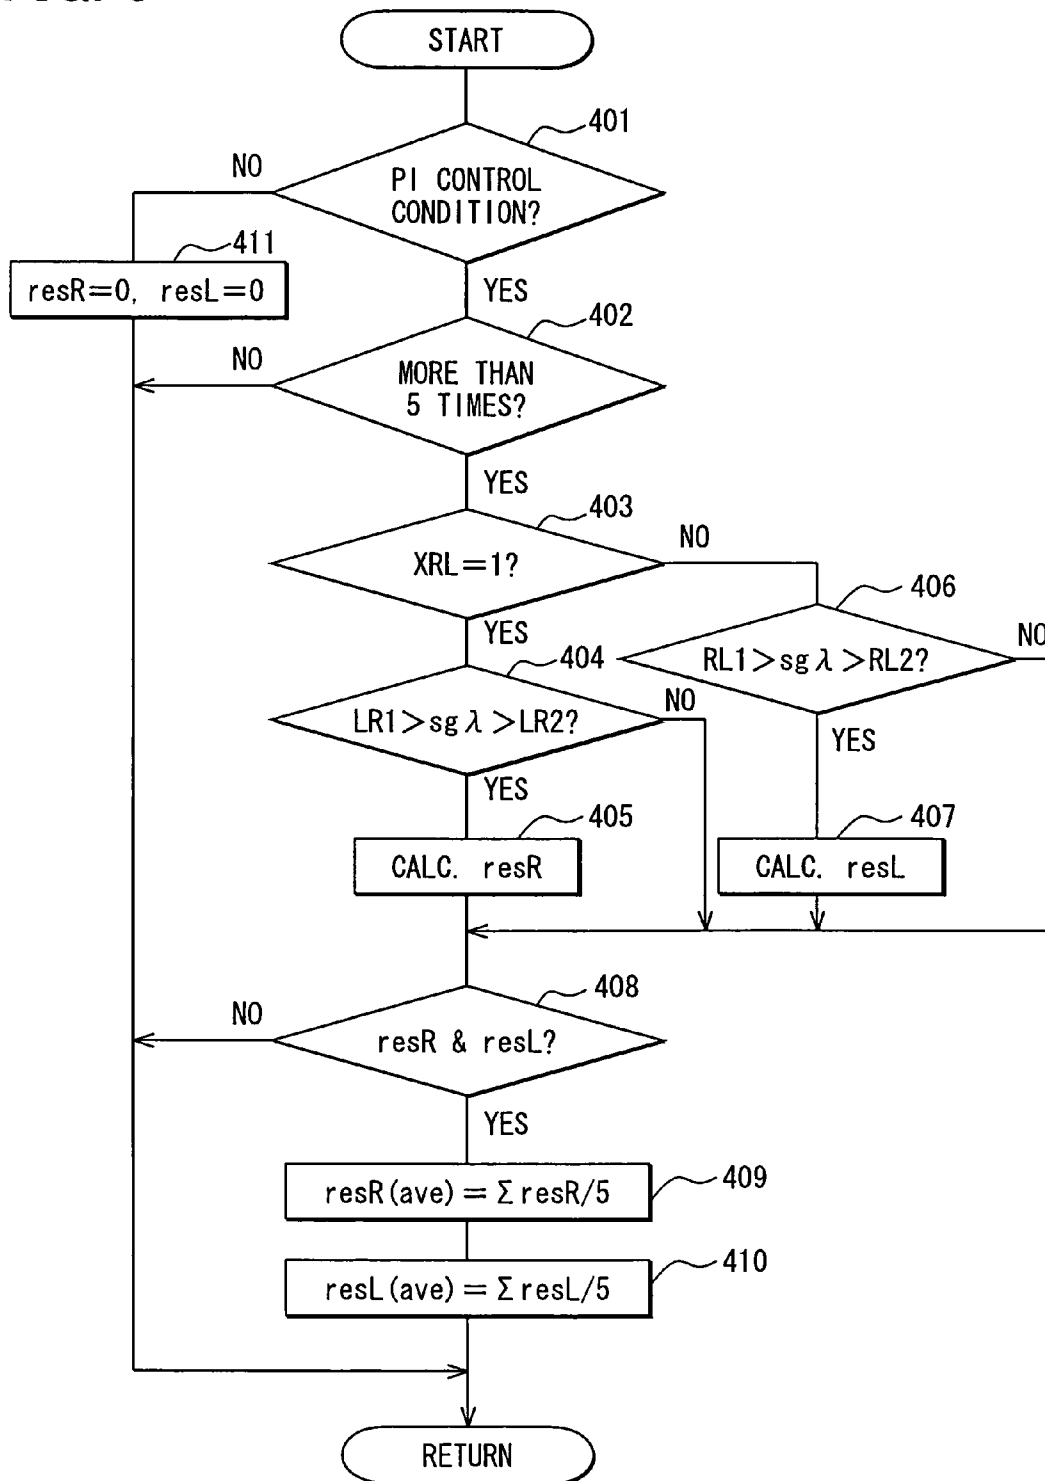 START
401
NO
PI CONTROL
CONDITION?
411
resR=0, resL=0
YES
402
NO
MORE THAN
5 TIMES?
YES
403
XRL=1?
NO
406
YES
RL1>sgλ>RL2?
NO
404
LR1>sgλ>LR2?
NO
YES
YES
405
CALC. resR
407
CALC. resL
408
NO
resR & resL?
YES
resR(ave)=ΣresR/5
409
resL(ave)=ΣresL/5
410
RETURN